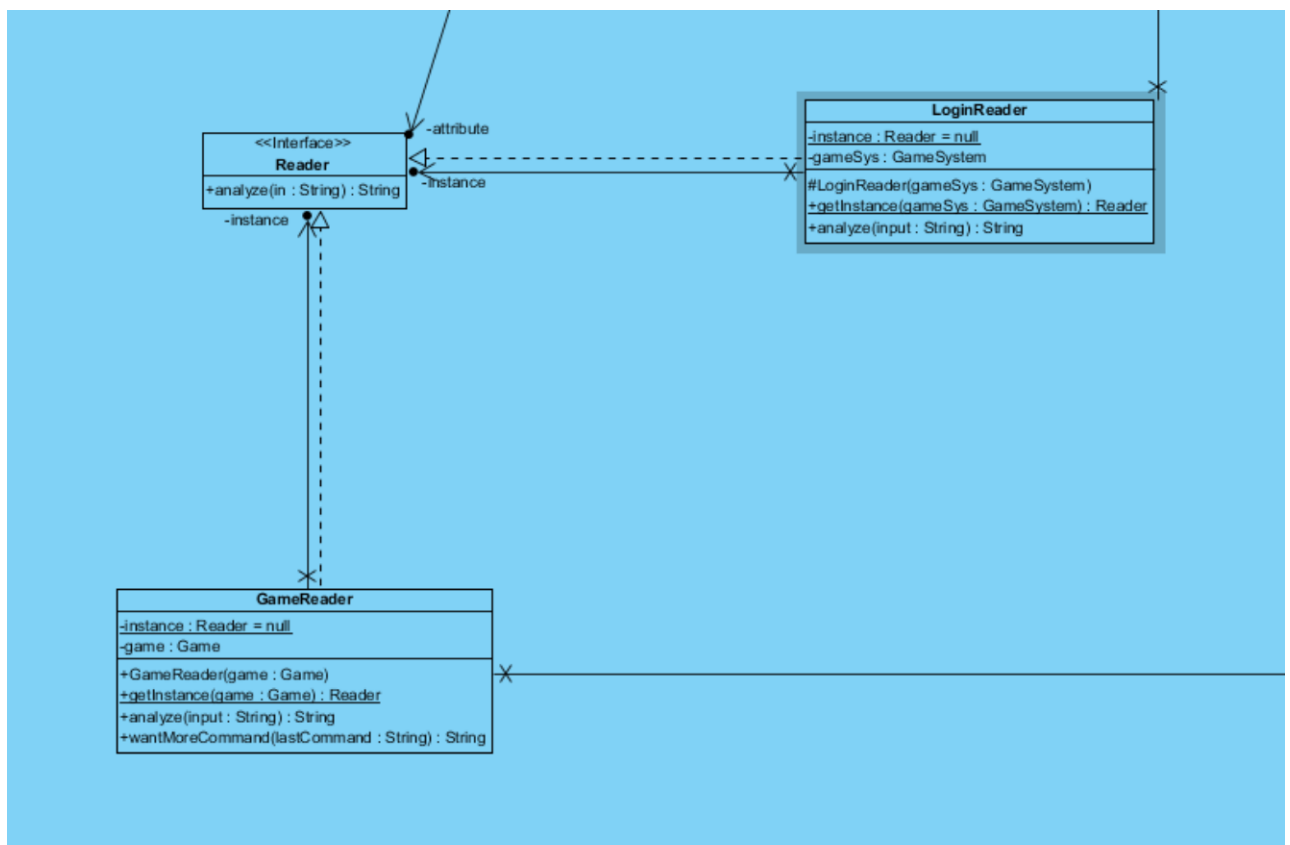 -attribute
<<Interface>>
Reader
+analyze(in : String) : String
-instance
-instance
LoginReader
-instance : Reader = null
-gameSys : GameSystem
#LoginReader(gameSys : GameSystem)
+getInstance(gameSys : GameSystem) : Reader
+analyze(input : String) : String
GameReader
-instance : Reader = null
-game : Game
+GameReader(game : Game)
+getInstance(game : Game) : Reader
+analyze(input : String) : String
+wantMoreCommand(lastCommand : String) : String